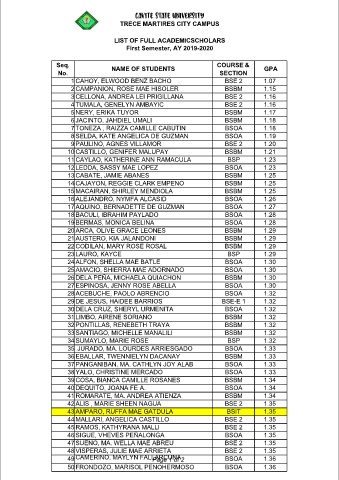 CAVITE STATE UNIVERSITY
TRECE MARTIRES CITY CAMPUS
LIST OF FULL ACADEMICSCHOLARS
First Semester, AY 2019-2020
Seq. No. NAME OF STUDENTS COURSE & SECTION GPA
1 CAHOY, ELWOOD BENZ BACHO BSE 2 1.07
2 CAMPANION, ROSE MAE HISOLER BSBM 1.15
3 CELLONA, ANDREA LEI PRIGILLANA BSE 2 1.16
4 TUMALA, GENELYN AMBAYIC BSE 2 1.16
5 NERY, ERIKA TUYOR BSBM 1.17
6 JACINTO, JAHDIEL UMALI BSBM 1.18
7 TONEZA , RAIZZA CAMILLE CABUTIN BSOA 1.18
8 SELDA, KATE ANGELICA DE GUZMAN BSOA 1.19
9 PAULINO, AGNES VILLAMOR BSE 2 1.20
10 CASTILLO, GENIFER MALUPAY BSBM 1.21
11 CAYLAO, KATHERINE ANN RAMACULA BSP 1.23
12 LEDDA, SASSY MAE LOPEZ BSOA 1.23
13 CABATE, JAMIE ABANES BSBM 1.25
14 CAJAYON, REGGIE CLARK EMPENO BSBM 1.25
15 MACAIRAN, SHIRLEY MENDIOLA BSBM 1.25
16 ALEJANDRO, NYMFA ALCASID BSOA 1.26
17 AQUINO, BERNADETTE DE GUZMAN BSOA 1.27
18 BACULI, IBRAHIM PAYLADO BSOA 1.28
19 BERMAS, MONICA BELINA BSOA 1.28
20 ARCA, OLIVE GRACE LEONES BSBM 1.29
21 AUSTERO, KIA JALANDONI BSBM 1.29
22 CODILAN, MARY ROSE ROSAL BSBM 1.29
23 LAURO, KAYCE BSP 1.29
24 ALFON, SHELLA MAE BATLE BSOA 1.30
25 AMACIO, SHIERRA MAE ADORNADO BSOA 1.30
26 DELA PEÑA, MICHAELA QUIACHON BSBM 1.30
27 ESPINOSA, JENNY ROSE ABELLA BSOA 1.30
28 ACEBUCHE, PAOLO ABRENICO BSOA 1.32
29 DE JESUS, HAIDEE BARRIOS BSE-E 1 1.32
30 DELA CRUZ, SHERYL URMENITA BSOA 1.32
31 LIMBO, AIRENE SORIANO BSBM 1.32
32 PONTILLAS, RENEBETH TRAYA BSBM 1.32
33 SANTIAGO, MICHELLE MANALILI BSBM 1.32
34 SUMAYLO, MARIE ROSE BSP 1.32
35 JURADO, MA. LOURDES ARRIESGADO BSOA 1.33
36 EBALLAR, TWENNIELYN DACANAY BSBM 1.33
37 PANGANIBAN, MA. CATHLYN JOY ALAB BSOA 1.33
38 YALO, CHRISTINE MERCADO BSOA 1.33
39 COSA, BIANCA CAMILLE ROSANES BSBM 1.34
40 DEQUITO, JOANA FE A. BSOA 1.34
41 ROMARATE, MA. ANDREA ATIENZA BSBM 1.34
42 ALIS , MARIE SHEEN NAGUA BSE 2 1.35
43 AMPARO, RUFFA MAE GATDULA BSIT 1.35
44 MALLARI, ANGELICA CASTILLO BSE 2 1.35
45 RAMOS, KATHYRANA MALLI BSE 2 1.35
46 SIGUE, VHEVES PEÑALONGA BSOA 1.35
47 SUENO, MA. WELLA MAE ABREU BSE 2 1.35
48 VISPERAS, JULIE MAE ARRIETA BSE 2 1.35
49 CAMERINO, MAYLYN BSOA 1.36
Page 1 of 2
50 FRONDOZO, MARISOL PENOHERMOSO BSOA 1.36